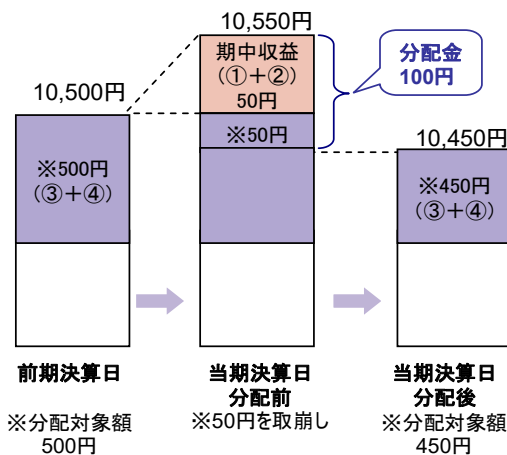 10,500円
※500円
(③+④)
前期決算日
※分配対象額
500円
10,550円
期中収益
(①+②)
50円
※50円
分配金
100円
当期決算日
分配前
※50円を取崩し
10,450円
※450円
(③+④)
当期決算日
分配後
※分配対象額
450円